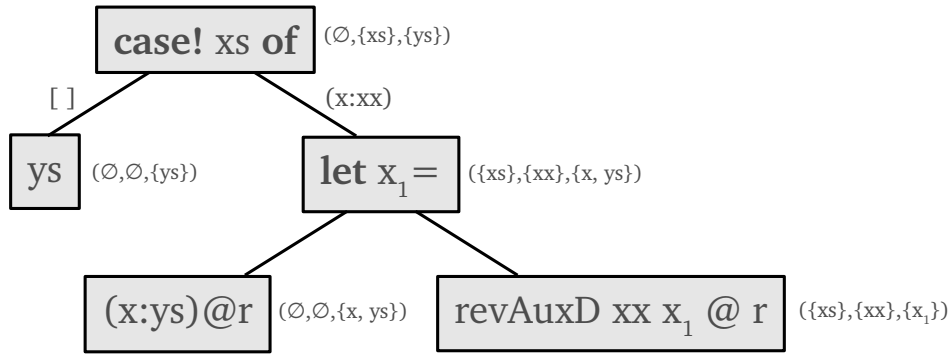 case! xs of (∅,{xs},{ys})
[ ] (x:xx)
ys (∅,∅,{ys})
let x₁= ({xs},{xx},{x, ys})
(x:ys)@r (∅,∅,{x, ys})
revAuxD xx x₁ @ r ({xs},{xx},{x₁})